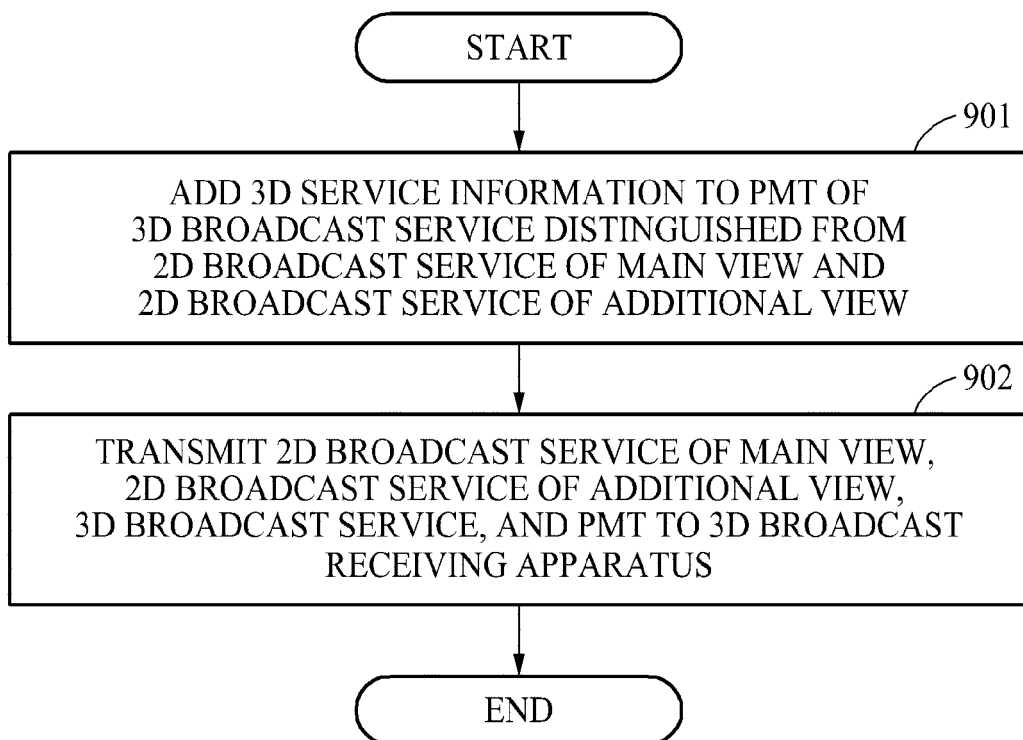 START
901
ADD 3D SERVICE INFORMATION TO PMT OF
3D BROADCAST SERVICE DISTINGUISHED FROM
2D BROADCAST SERVICE OF MAIN VIEW AND
2D BROADCAST SERVICE OF ADDITIONAL VIEW
902
TRANSMIT 2D BROADCAST SERVICE OF MAIN VIEW,
2D BROADCAST SERVICE OF ADDITIONAL VIEW,
3D BROADCAST SERVICE, AND PMT TO 3D BROADCAST
RECEIVING APPARATUS
END